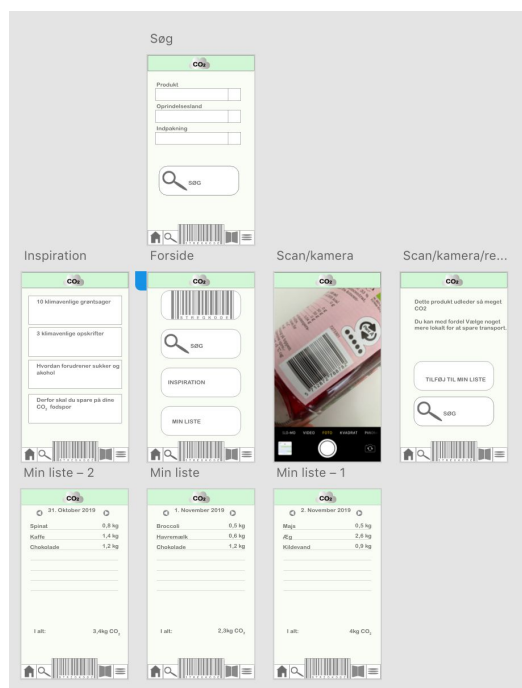 Søg
CO₂
Produkt
Oprindelsesland
Indpakning
SØG
Inspiration
CO₂
10 klimavenlige grøntsager
3 klimavenlige opskrifter
Hvordan forudrener sukker og
akohol
Derfor skal du spare på dine
CO₂ fodspor
Forside
CO₂
SØG
INSPIRATION
MIN LISTE
Scan/kamera
VIDEO
FOTO
KVADRAT
Scan/kamera/re...
CO₂
Dette produkt udleder så meget
CO2
Du kan med fordel Vælge noget
mere lokalt for at spare transport.
TILFØJ TIL MIN LISTE
SØG
Min liste – 2
CO₂
31. Oktober 2019
Spinat 0,8 kg
Kaffe 1,4 kg
Chokolade 1,2 kg
I alt: 3,4kg CO₂
Min liste
CO₂
1. November 2019
Broccoli 0,5 kg
Havremælk 0,6 kg
Chokolade 1,2 kg
I alt: 2,3kg CO₂
Min liste – 1
CO₂
2. November 2019
Majs 0,5 kg
Æg 2,6 kg
Kildevand 0,9 kg
I alt: 4kg CO₂